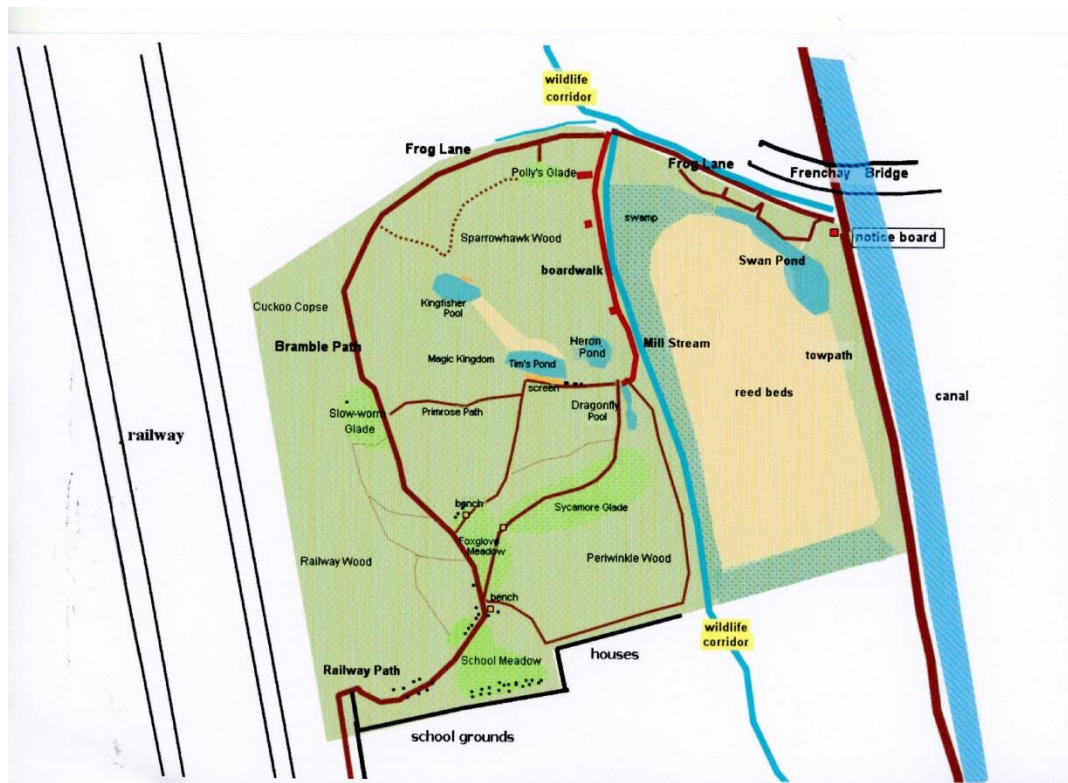 wildlife
corridor
Frog Lane
Frog Lane
Frenchay Bridge
Polly's Glade
swamp
Sparrowhawk Wood
notice board
boardwalk
Swan Pond
Kingfisher
Pool
Cuckoo Copse
Bramble Path
Heron
Pond
Mill Stream
Magic Kingdom
Tim's Pond
towpath
screen
reed beds
canal
Primrose Path
Dragonfly
Pool
Slow-worm
Glade
railway
bench
Sycamore Glade
Foxglove
Meadow
Railway Wood
Periwinkle Wood
bench
wildlife
corridor
houses
School Meadow
Railway Path
school grounds